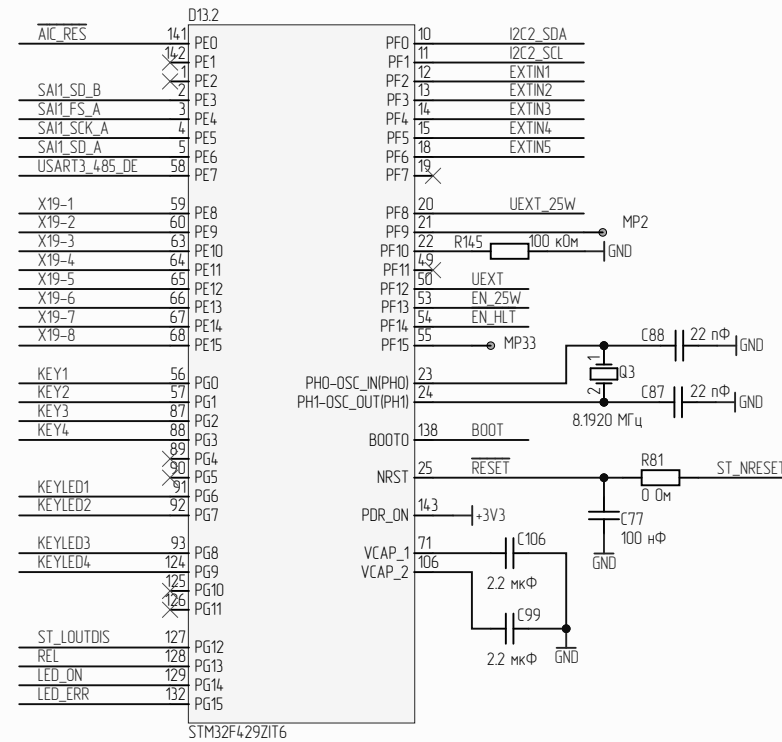 D13.2
AIC_RES 141 PE0 PF0 10 I2C2_SDA
142 PE1 PF1 11 I2C2_SCL
1 PE2 PF2 12 EXTIN1
SAI1_SD_B 2 PE3 PF3 13 EXTIN2
SAI1_FS_A 3 PE4 PF4 14 EXTIN3
SAI1_SCK_A 4 PE5 PF5 15 EXTIN4
SAI1_SD_A 5 PE6 PF6 18 EXTIN5
USART3_485_DE 58 PE7 PF7 19
X19-1 59 PE8 PF8 20 UEXT_25W
X19-2 60 PE9 PF9 21 MP2
X19-3 63 PE10 PF10 22 R145 100 кОм GND
X19-4 64 PE11 PF11 49
X19-5 65 PE12 PF12 50 UEXT
X19-6 66 PE13 PF13 53 EN_25W
X19-7 67 PE14 PF14 54 EN_HLT
X19-8 68 PE15 PF15 55 MP33
C88 22 пФ GND
KEY1 56 PG0 PH0-OSC_IN(PH0) 23 1 Q3
KEY2 57 PG1 PH1-OSC_OUT(PH1) 24 2 C87 22 пФ GND
KEY3 87 PG2 8.1920 МГц
KEY4 88 PG3 BOOT0 138 BOOT
89 PG4
90 PG5 NRST 25 RESET R81 0 Ом ST_NRESET
KEYLED1 91 PG6
KEYLED2 92 PG7 PDR_ON 143 +3V3 C77 100 нФ GND
KEYLED3 93 PG8 VCAP_1 71 C106 2.2 мкФ
KEYLED4 124 PG9 VCAP_2 106
125 PG10
126 PG11
ST_LOUTDIS 127 PG12 C99 2.2 мкФ GND
REL 128 PG13
LED_ON 129 PG14
LED_ERR 132 PG15
STM32F429ZIT6